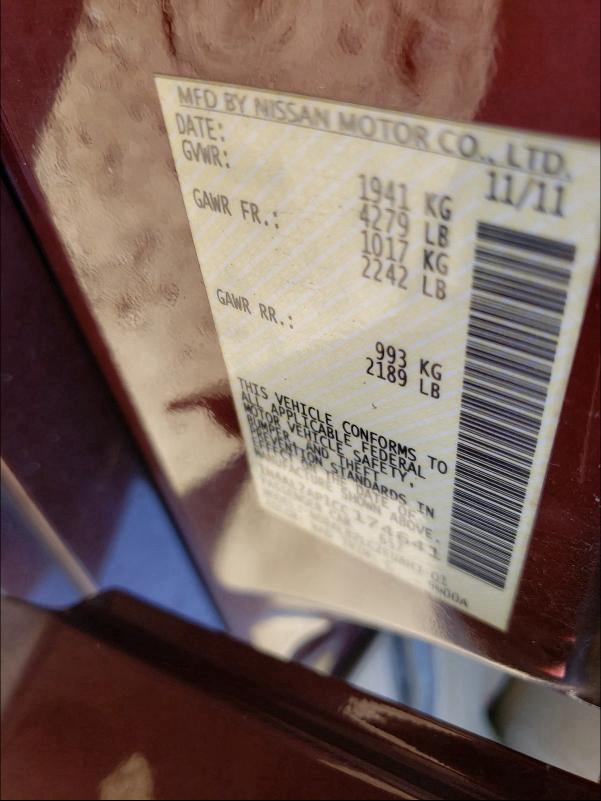 MFD BY NISSAN MOTOR CO., LTD.
DATE: 11/11
GVWR: 1941 KG
4279 LB
GAWR FR.: 1017 KG
2242 LB
GAWR RR.: 993 KG
2189 LB
THIS VEHICLE CONFORMS TO
ALL APPLICABLE FEDERAL
MOTOR VEHICLE SAFETY,
BUMPER, AND THEFT
PREVENTION STANDARDS IN
EFFECT ON THE DATE OF
SHOWN ABOVE.